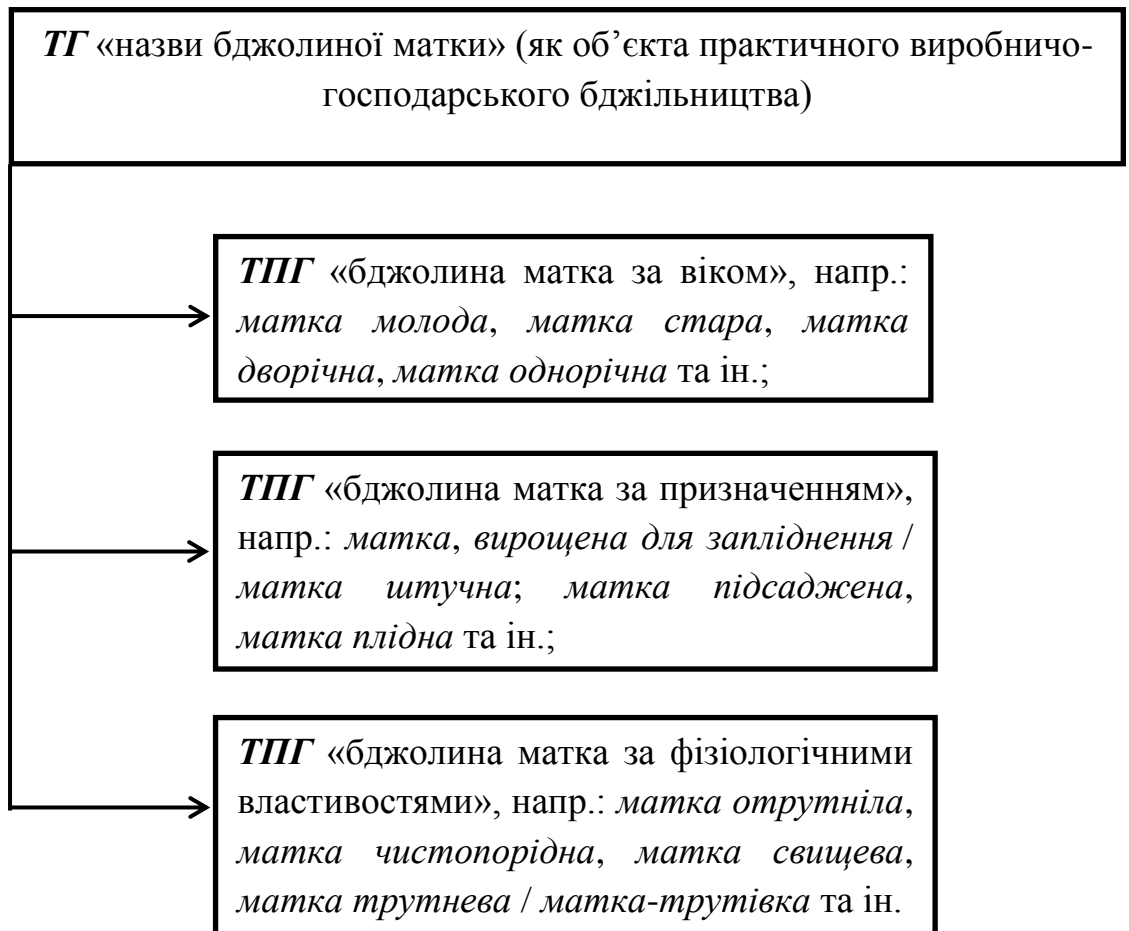 ТГ «назви бджолиної матки» (як об’єкта практичного виробничо-
господарського бджільництва)
ТПГ «бджолина матка за віком», напр.:
матка молода, матка стара, матка
дворічна, матка однорічна та ін.;
ТПГ «бджолина матка за призначенням»,
напр.: матка, вирощена для запліднення /
матка штучна; матка підсаджена,
матка плідна та ін.;
ТПГ «бджолина матка за фізіологічними
властивостями», напр.: матка отрутніла,
матка чистопорідна, матка свищева,
матка трутнева / матка-трутівка та ін.